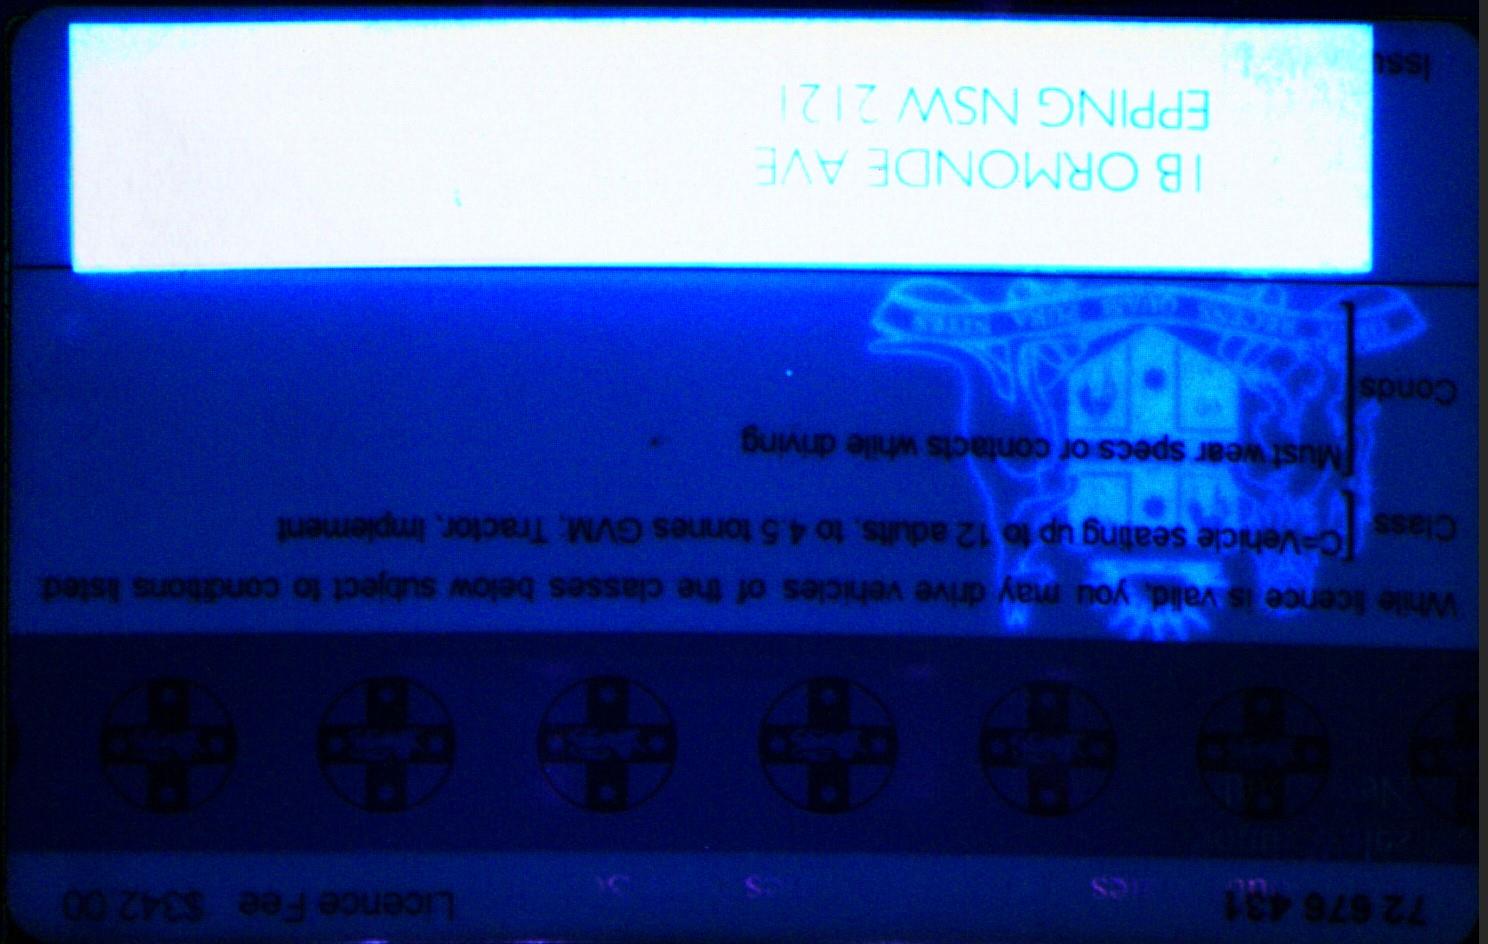 72 676 431 Licence Fee $342 00
While licence is valid, you may drive vehicles of the classes below subject to conditions listed
Class C=Vehicle seating up to 12 adults, to 4.5 tonnes GVM, Tractor, Implement
Must wear specs or contacts while driving
Conds
1B ORMONDE AVE
EPPING NSW 2121